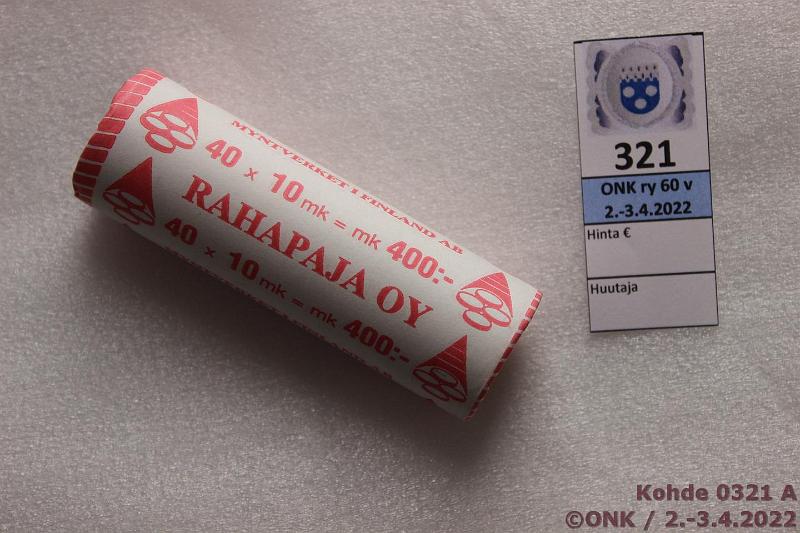 MYNTVERKET I FINLAND AB
40 x 10 mk = mk 400:-
RAHAPAJA OY
40 x 10 mk = mk 400:-
321
ONK ry 60 v
2.-3.4.2022
Hinta €
Huutaja
Kohde 0321 A
©ONK / 2.-3.4.2022